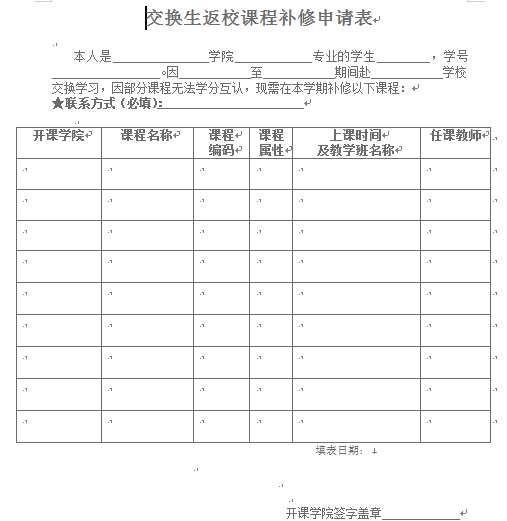 交换生返校课程补修申请表
本人是______________学院____________专业的学生________，学号
________________。因____________至____________期间赴____________学校
交换学习，因部分课程无法学分互认，现需在本学期补修以下课程：
★联系方式（必填）：______________________
开课学院 课程名称 课程编码 课程属性 上课时间及教学班名称 任课教师
填表日期：
开课学院签字盖章____________